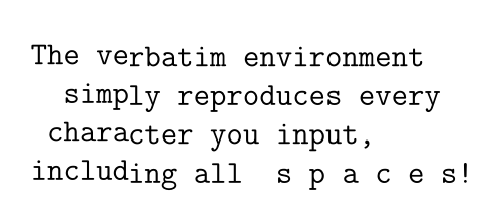 The verbatim environment
  simply reproduces every
 character you input,
including all  s p a c e s!